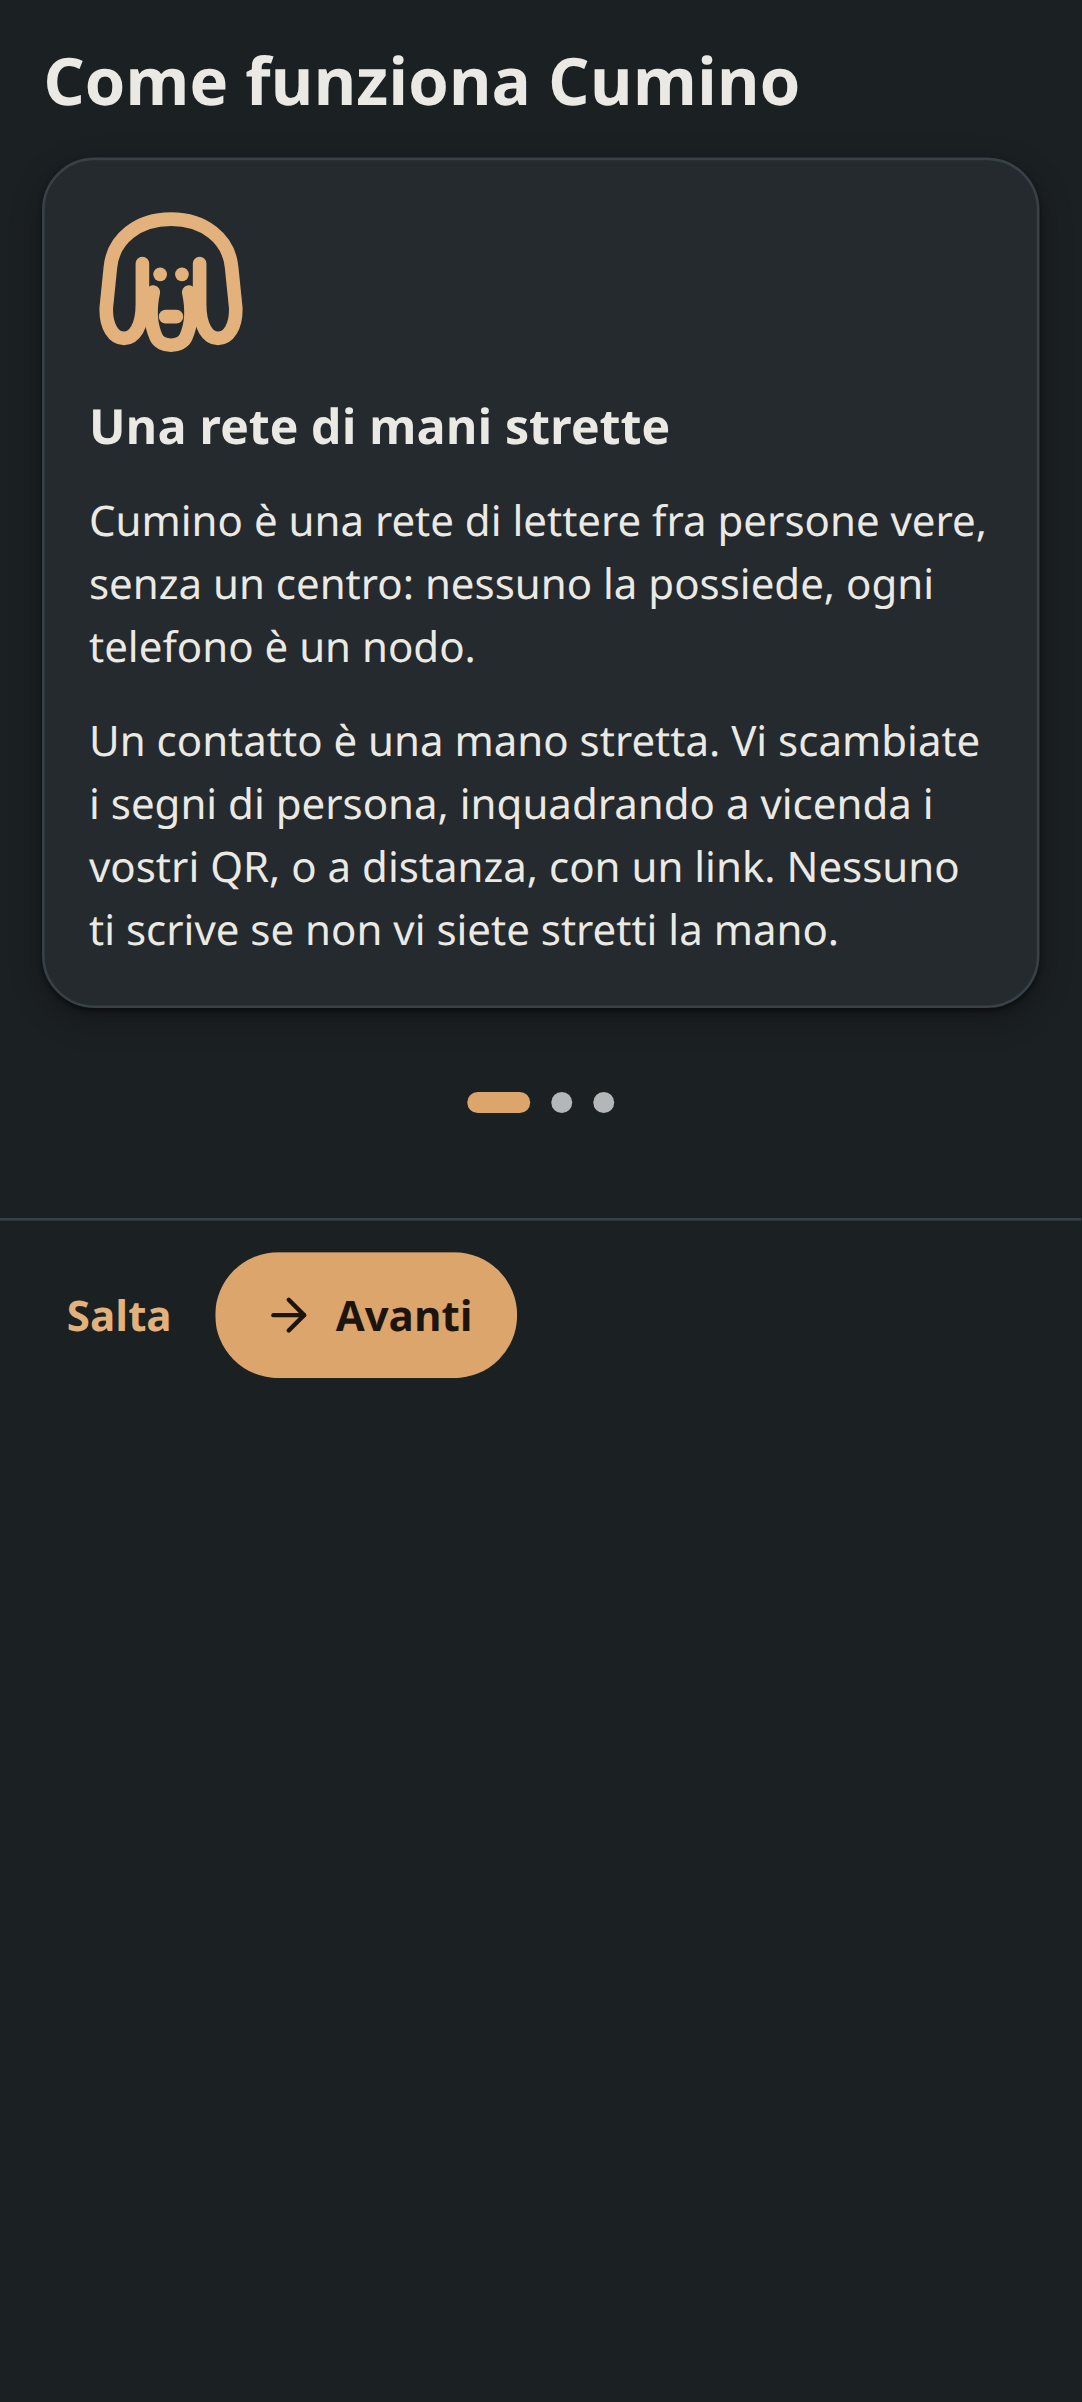 Come funziona Cumino
Una rete di mani strette
Cumino è una rete di lettere fra persone vere,
senza un centro: nessuno la possiede, ogni
telefono è un nodo.
Un contatto è una mano stretta. Vi scambiate
i segni di persona, inquadrando a vicenda i
vostri QR, o a distanza, con un link. Nessuno
ti scrive se non vi siete stretti la mano.
Salta
Avanti